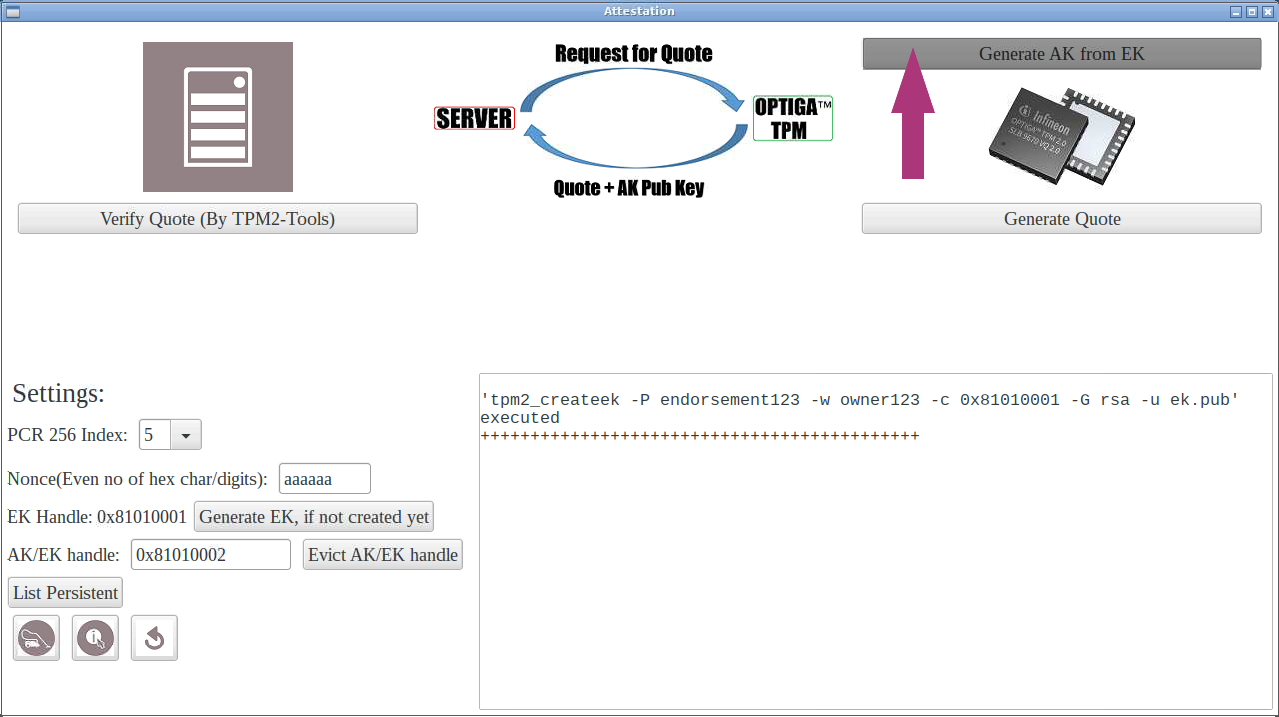 Attestation
Request for Quote
SERVER
OPTIGA™
TPM
Quote + AK Pub Key
Generate AK from EK
Infineon
OPTIGA™ TPM 2.0
SLB 9670 VQ 2.0
Verify Quote (By TPM2-Tools)
Generate Quote
Settings:
PCR 256 Index: 5
Nonce(Even no of hex char/digits): aaaaaa
EK Handle: 0x81010001 Generate EK, if not created yet
AK/EK handle: 0x81010002 Evict AK/EK handle
List Persistent
'tpm2_createek -P endorsement123 -w owner123 -c 0x81010001 -G rsa -u ek.pub'
executed
++++++++++++++++++++++++++++++++++++++++++++